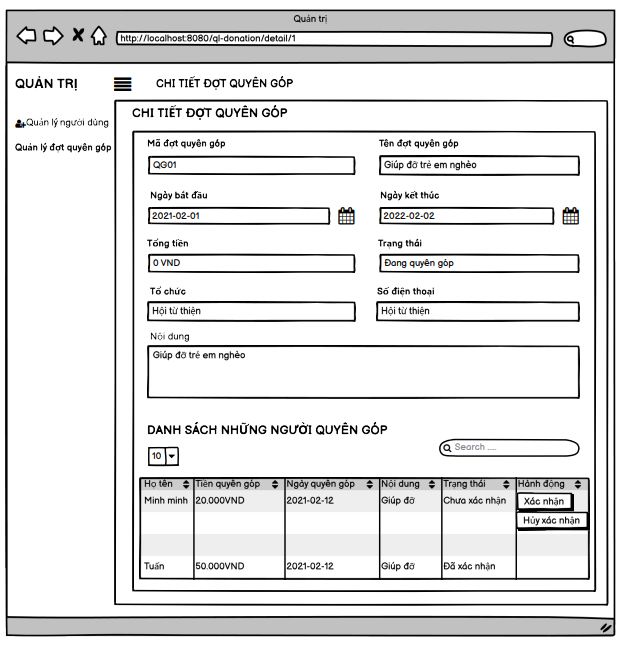 Quản trị
http://localhost:8080/ql-donation/detail/1
QUẢN TRỊ
CHI TIẾT ĐỢT QUYÊN GÓP
Quản lý người dùng
Quản lý đợt quyên góp
CHI TIẾT ĐỢT QUYÊN GÓP
Mã đợt quyên góp
Tên đợt quyên góp
QG01
Giúp đỡ trẻ em nghèo
Ngày bắt đầu
Ngày kết thúc
2021-02-01
2022-02-02
Tổng tiền
Trạng thái
0 VND
Đang quyên góp
Tổ chức
Số điện thoại
Hội từ thiện
Hội từ thiện
Nội dung
Giúp đỡ trẻ em nghèo
DANH SÁCH NHỮNG NGƯỜI QUYÊN GÓP
10
Search ....
Họ tên Tiền quyên góp Ngày quyên góp Nội dung Trạng thái Hành động
Minh minh 20.000VND 2021-02-12 Giúp đỡ Chưa xác nhận Xác nhận
Hủy xác nhận
Tuấn 50.000VND 2021-02-12 Giúp đỡ Đã xác nhận